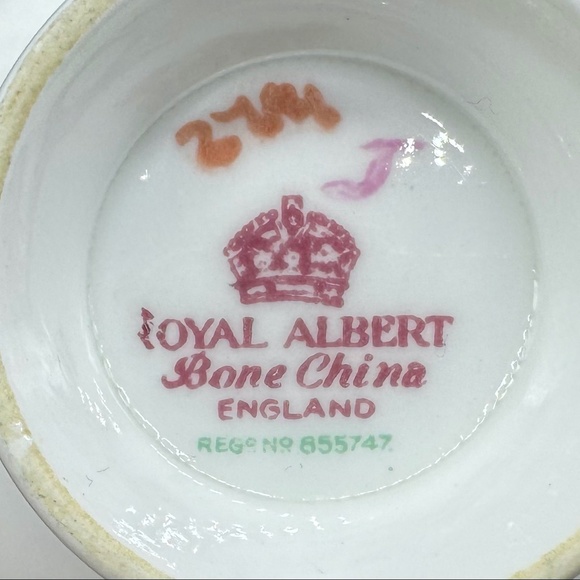 J
ROYAL ALBERT
Bone China
ENGLAND
REGD NO 855747.